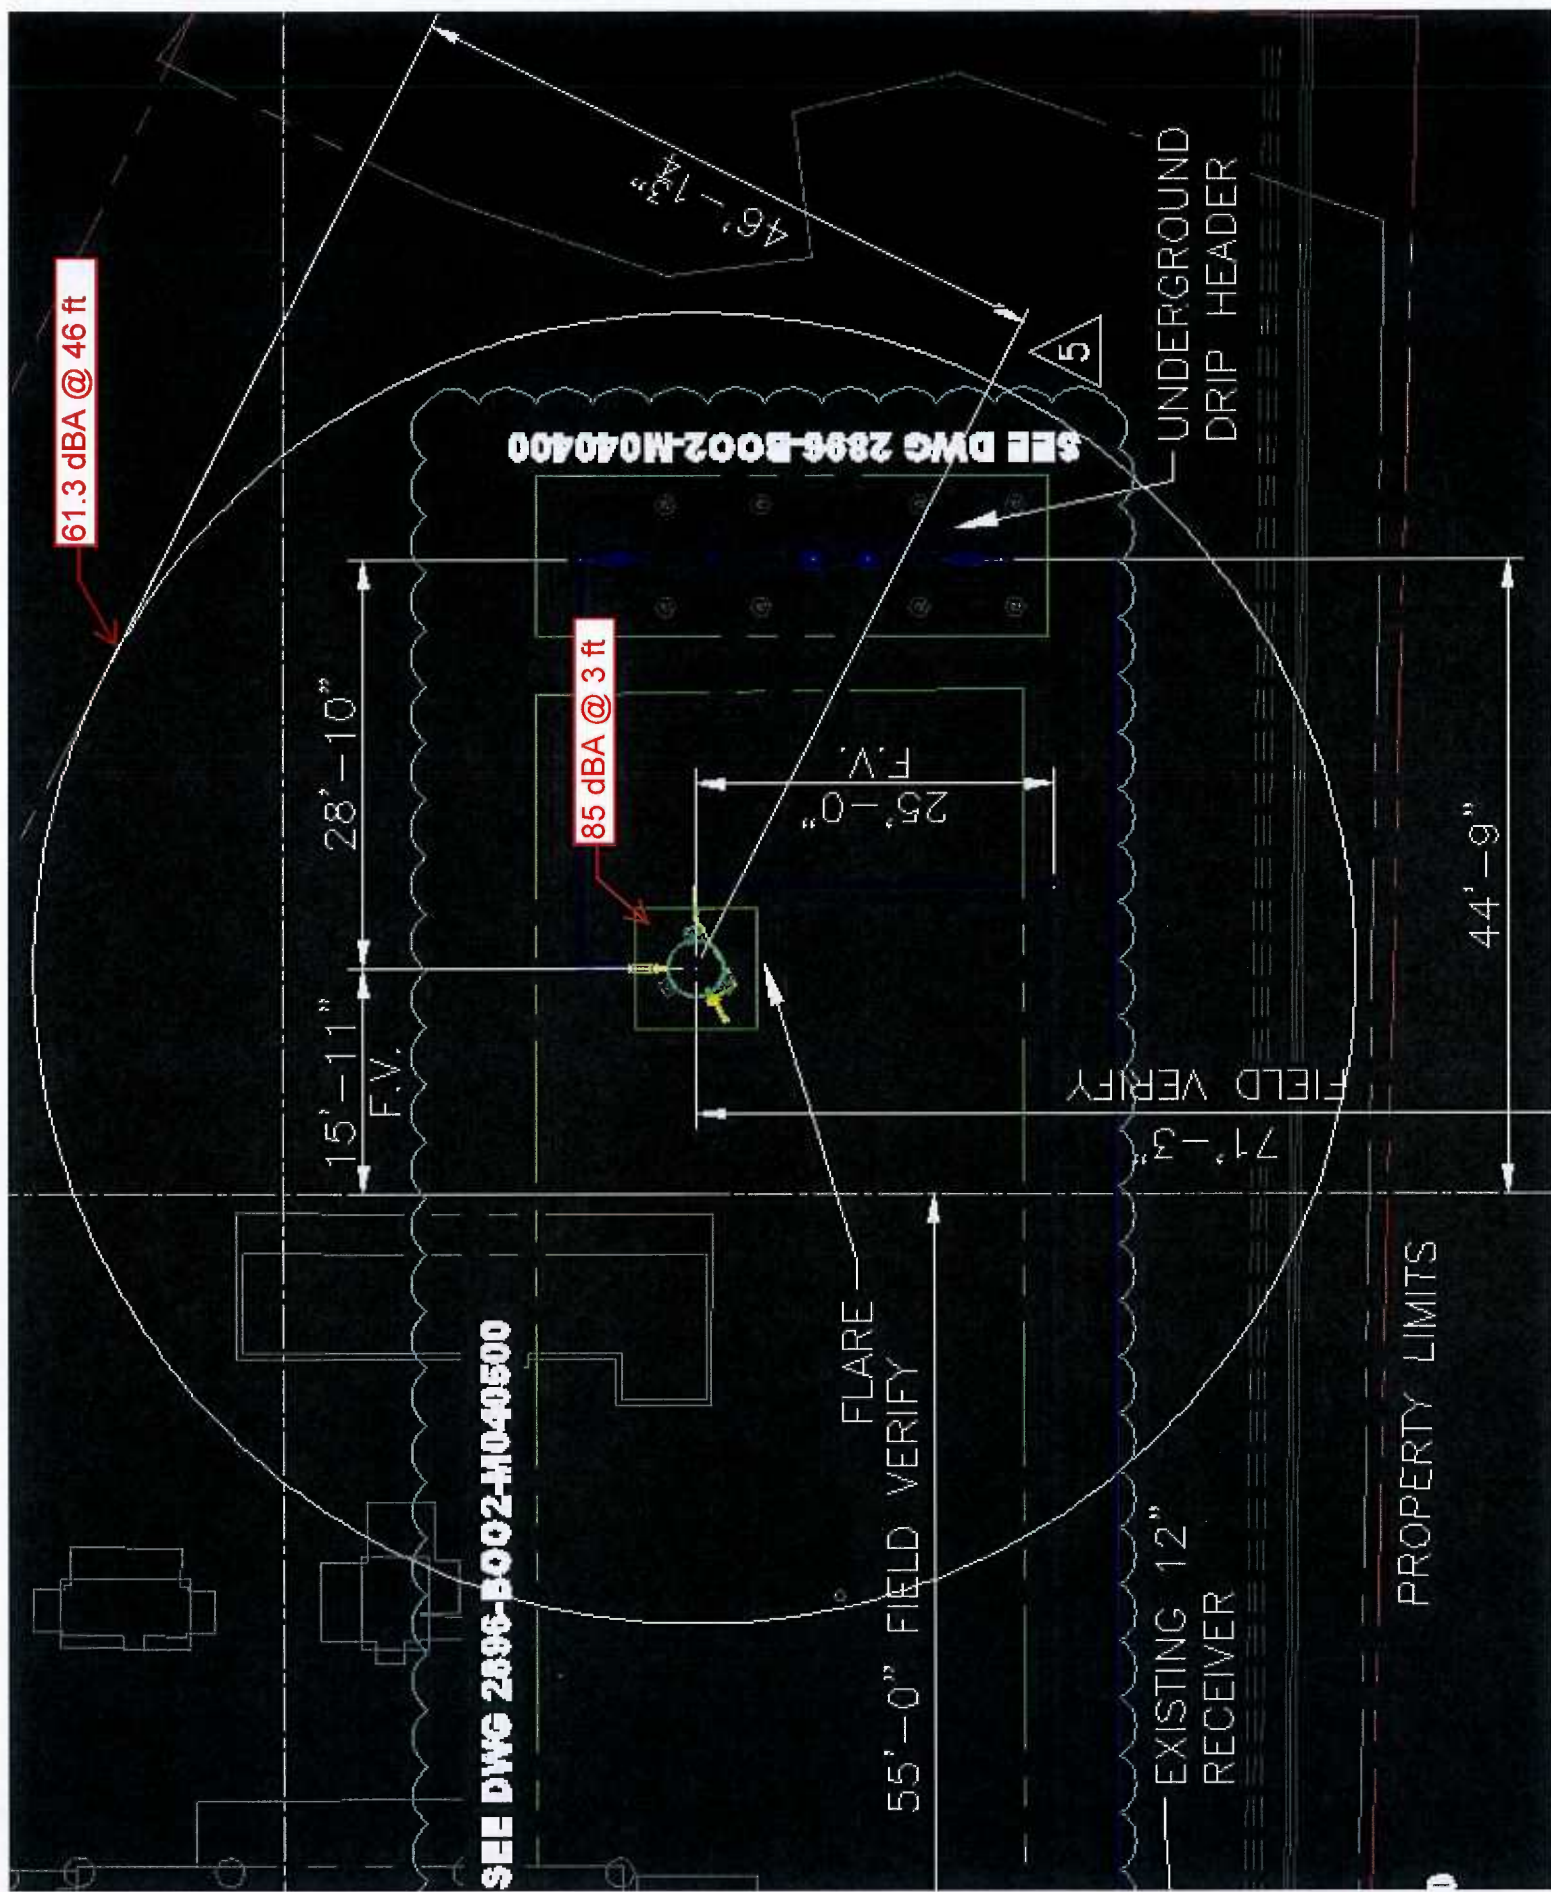 61.3 dBA @ 46 ft
46'-1 3/4"
5
UNDERGROUND
DRIP HEADER
SEE DWG 2896-B002-M040400
28'-10"
85 dBA @ 3 ft
25'-0"
F.V.
44'-9"
15'-11"
F.V.
71'-3"
FIELD VERIFY
FLARE
55'-0" FIELD VERIFY
SEE DWG 2896-B002-M040500
EXISTING 12"
RECEIVER
PROPERTY LIMITS